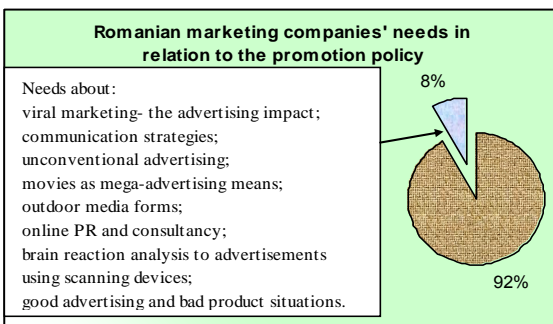 Romanian marketing companies' needs in
relation to the promotion policy
Needs about:
viral marketing- the advertising impact;
communication strategies;
unconventional advertising;
movies as mega-advertising means;
outdoor media forms;
online PR and consultancy;
brain reaction analysis to advertisements
using scanning devices;
good advertising and bad product situations.
8%
92%